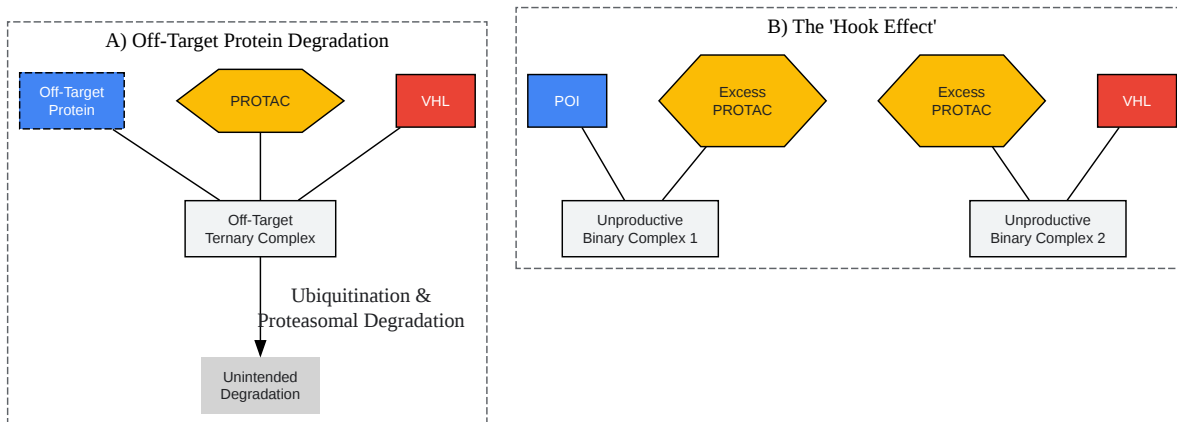 A) Off-Target Protein Degradation
Off-Target
Protein
PROTAC
VHL
Off-Target
Ternary Complex
Ubiquitination &
Proteasomal Degradation
Unintended
Degradation
B) The 'Hook Effect'
POI
Excess
PROTAC
Excess
PROTAC
VHL
Unproductive
Binary Complex 1
Unproductive
Binary Complex 2